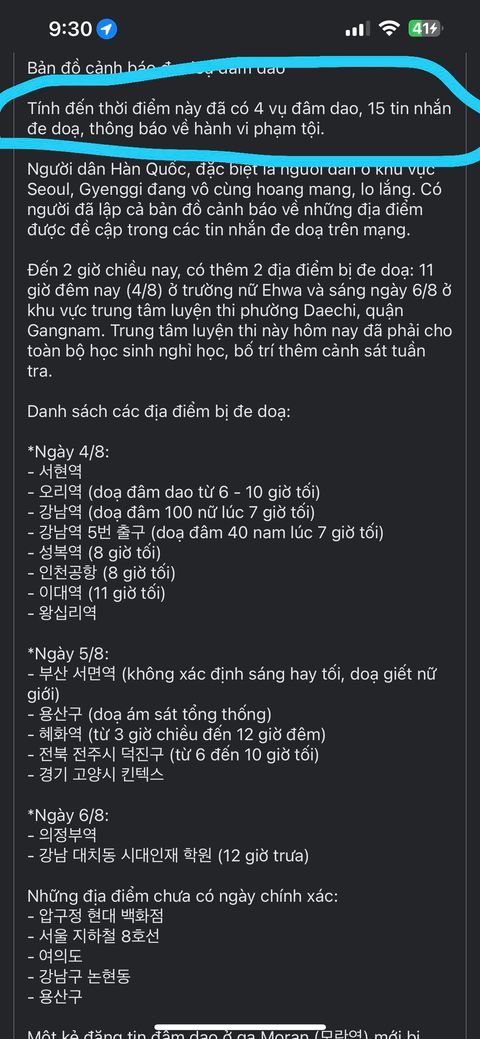 9:30
41
Bản đồ cảnh báo
Tính đến thời điểm này đã có 4 vụ đâm dao, 15 tin nhắn
đe doạ, thông báo về hành vi phạm tội.
Người dân Hàn Quốc, đặc biệt là người dân ở khu vực
Seoul, Gyenggi đang vô cùng hoang mang, lo lắng. Có
người đã lập cả bản đồ cảnh báo về những địa điểm
được đề cập trong các tin nhắn đe doạ trên mạng.
Đến 2 giờ chiều nay, có thêm 2 địa điểm bị đe doạ: 11
giờ đêm nay (4/8) ở trường nữ Ehwa và sáng ngày 6/8 ở
khu vực trung tâm luyện thi phường Daechi, quận
Gangnam. Trung tâm luyện thi này hôm nay đã phải cho
toàn bộ học sinh nghỉ học, bố trí thêm cảnh sát tuần
tra.
Danh sách các địa điểm bị đe doạ:
*Ngày 4/8:
- 서현역
- 오리역 (doạ đâm dao từ 6 - 10 giờ tối)
- 강남역 (doạ đâm 100 nữ lúc 7 giờ tối)
- 강남역 5번 출구 (doạ đâm 40 nam lúc 7 giờ tối)
- 성복역 (8 giờ tối)
- 인천공항 (8 giờ tối)
- 이대역 (11 giờ tối)
- 왕십리역
*Ngày 5/8:
- 부산 서면역 (không xác định sáng hay tối, doạ giết nữ
giới)
- 용산구 (doạ ám sát tổng thống)
- 혜화역 (từ 3 giờ chiều đến 12 giờ đêm)
- 전북 전주시 덕진구 (từ 6 đến 10 giờ tối)
- 경기 고양시 킨텍스
*Ngày 6/8:
- 의정부역
- 강남 대치동 시대인재 학원 (12 giờ trưa)
Những địa điểm chưa có ngày chính xác:
- 압구정 현대 백화점
- 서울 지하철 8호선
- 여의도
- 강남구 논현동
- 용산구
Một kẻ đăng tin đâm dao ở ga Moran (모란역) mới bị